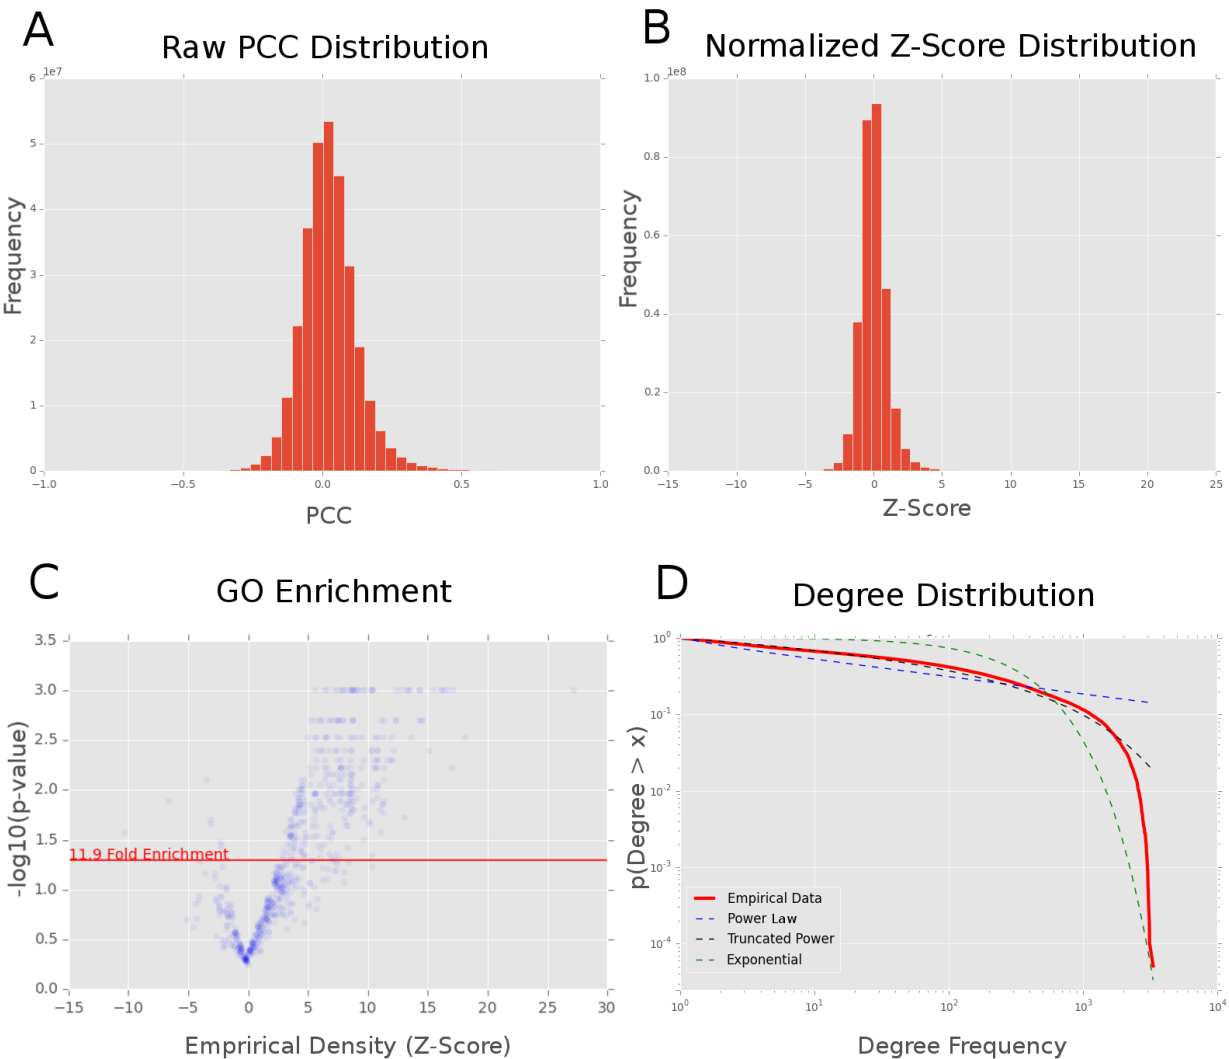 A
Raw PCC Distribution
1e7
6
5
4
3
2
1
0
Frequency
−1.0 −0.5 0.0 0.5 1.0
PCC
B
Normalized Z-Score Distribution
1e8
1.0
0.8
0.6
0.4
0.2
0.0
Frequency
−15 −10 −5 0 5 10 15 20 25
Z-Score
C
GO Enrichment
3.5
3.0
2.5
2.0
1.5
1.0
0.5
0.0
-log10(p-value)
11.9 Fold Enrichment
−15 −10 −5 0 5 10 15 20 25 30
Emprirical Density (Z-Score)
D
Degree Distribution
10⁰
10⁻¹
10⁻²
10⁻³
10⁻⁴
p(Degree > x)
Empirical Data
Power Law
Truncated Power
Exponential
10⁰ 10¹ 10² 10³ 10⁴
Degree Frequency